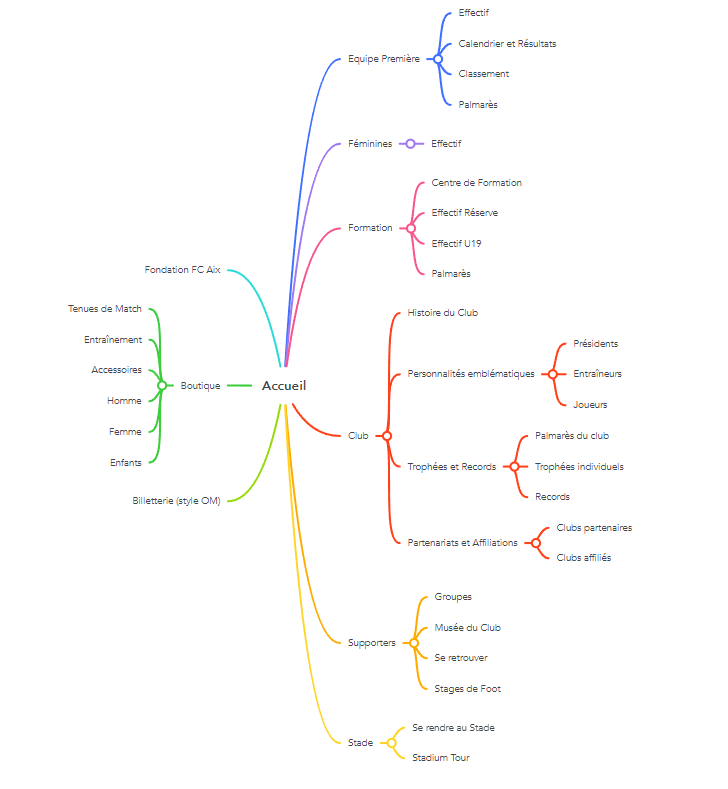 Accueil
Equipe Première
Effectif
Calendrier et Résultats
Classement
Palmarès
Féminines
Effectif
Formation
Centre de Formation
Effectif Réserve
Effectif U19
Palmarès
Club
Histoire du Club
Personnalités emblématiques
Présidents
Entraîneurs
Joueurs
Trophées et Records
Palmarès du club
Trophées individuels
Records
Partenariats et Affiliations
Clubs partenaires
Clubs affiliés
Supporters
Groupes
Musée du Club
Se retrouver
Stages de Foot
Stade
Se rendre au Stade
Stadium Tour
Fondation FC Aix
Boutique
Tenues de Match
Entraînement
Accessoires
Homme
Femme
Enfants
Billetterie (style OM)